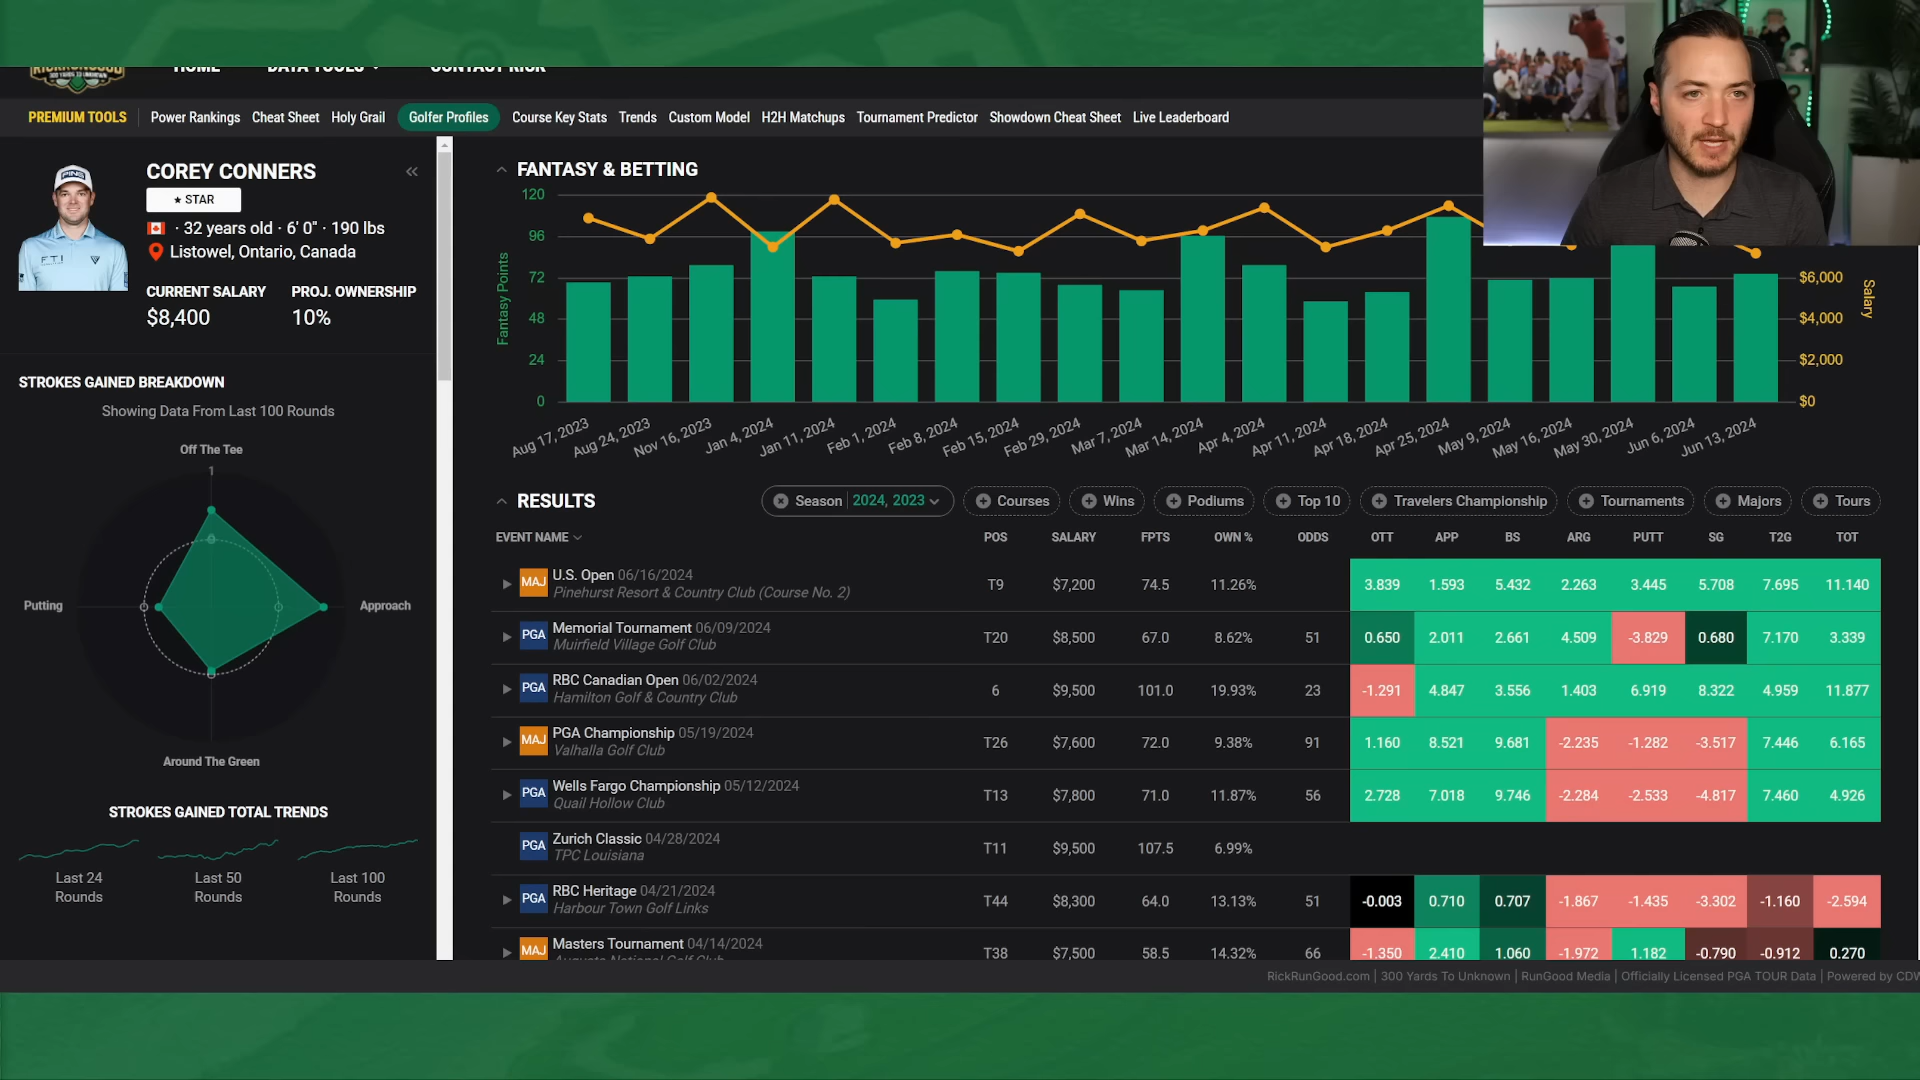 RICKRUNGOOD
300 YARDS TO UNKNOWN
HOME DATA TOOLS CONTACT RICK
PREMIUM TOOLS Power Rankings Cheat Sheet Holy Grail Golfer Profiles Course Key Stats Trends Custom Model H2H Matchups Tournament Predictor Showdown Cheat Sheet Live Leaderboard
COREY CONNERS
★ STAR
· 32 years old · 6' 0" · 190 lbs
Listowel, Ontario, Canada
CURRENT SALARY PROJ. OWNERSHIP
$8,400 10%
PING
FTI
STROKES GAINED BREAKDOWN
Showing Data From Last 100 Rounds
Off The Tee
1
0
Putting
Approach
Around The Green
STROKES GAINED TOTAL TRENDS
Last 24 Rounds
Last 50 Rounds
Last 100 Rounds
FANTASY & BETTING
Fantasy Points
120
96
72
48
24
0
$6,000
$4,000
$2,000
$0
Salary
Aug 17, 2023 Aug 24, 2023 Nov 16, 2023 Jan 4, 2024 Jan 11, 2024 Feb 1, 2024 Feb 8, 2024 Feb 15, 2024 Feb 29, 2024 Mar 7, 2024 Mar 14, 2024 Apr 4, 2024 Apr 11, 2024 Apr 18, 2024 Apr 25, 2024 May 9, 2024 May 16, 2024 May 30, 2024 Jun 6, 2024 Jun 13, 2024
RESULTS Season 2024, 2023 Courses Wins Podiums Top 10 Travelers Championship Tournaments Majors Tours
EVENT NAME POS SALARY FPTS OWN % ODDS OTT APP BS ARG PUTT SG T2G TOT
MAJ U.S. Open 06/16/2024 T9 $7,200 74.5 11.26% 3.839 1.593 5.432 2.263 3.445 5.708 7.695 11.140
Pinehurst Resort & Country Club (Course No. 2)
PGA Memorial Tournament 06/09/2024 T20 $8,500 67.0 8.62% 51 0.650 2.011 2.661 4.509 -3.829 0.680 7.170 3.339
Muirfield Village Golf Club
PGA RBC Canadian Open 06/02/2024 6 $9,500 101.0 19.93% 23 -1.291 4.847 3.556 1.403 6.919 8.322 4.959 11.877
Hamilton Golf & Country Club
MAJ PGA Championship 05/19/2024 T26 $7,600 72.0 9.38% 91 1.160 8.521 9.681 -2.235 -1.282 -3.517 7.446 6.165
Valhalla Golf Club
PGA Wells Fargo Championship 05/12/2024 T13 $7,800 71.0 11.87% 56 2.728 7.018 9.746 -2.284 -2.533 -4.817 7.460 4.926
Quail Hollow Club
PGA Zurich Classic 04/28/2024 T11 $9,500 107.5 6.99%
TPC Louisiana
PGA RBC Heritage 04/21/2024 T44 $8,300 64.0 13.13% 51 -0.003 0.710 0.707 -1.867 -1.435 -3.302 -1.160 -2.594
Harbour Town Golf Links
MAJ Masters Tournament 04/14/2024 T38 $7,500 58.5 14.32% 66 -1.350 2.410 1.060 -1.972 1.182 -0.790 -0.912 0.270
Augusta National Golf Club
RickRunGood.com | 300 Yards To Unknown | RunGood Media | Officially Licensed PGA TOUR Data | Powered by CDW